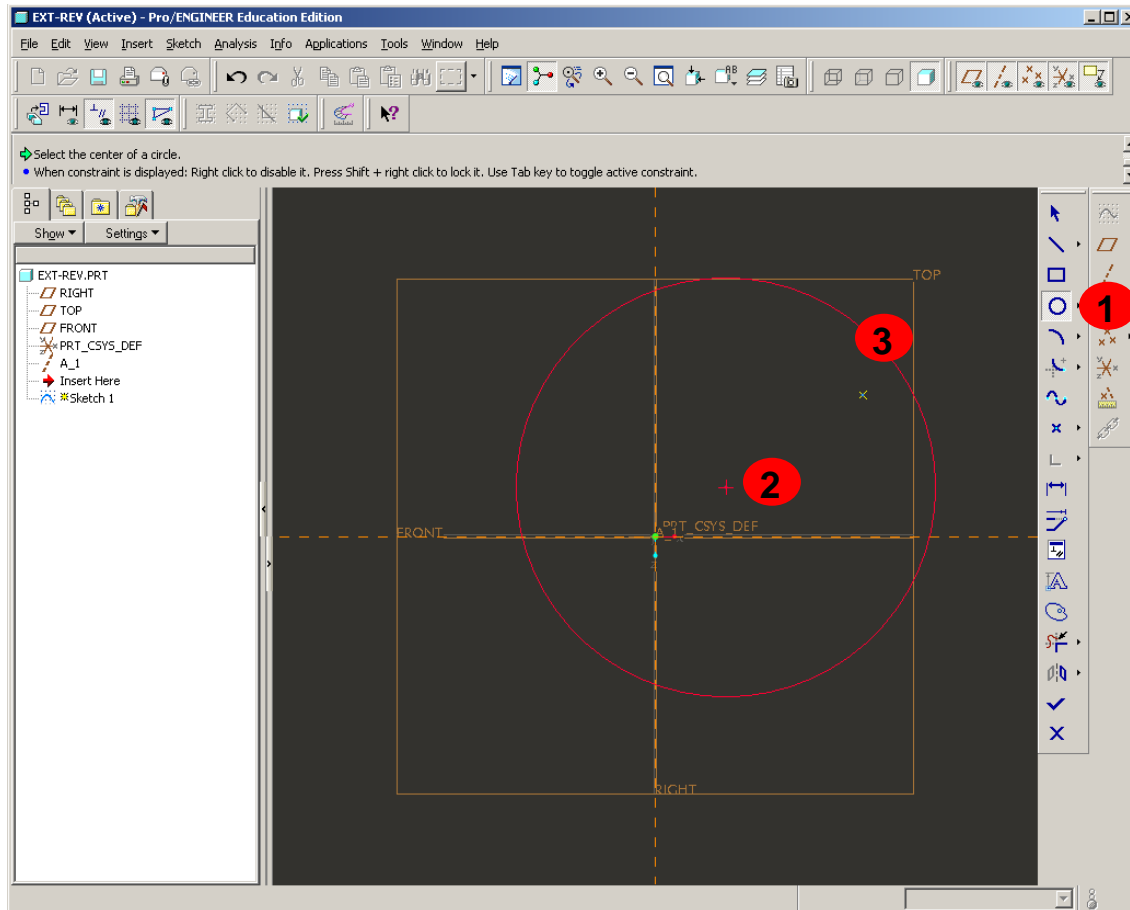 EXT-REV (Active) - Pro/ENGINEER Education Edition
File Edit View Insert Sketch Analysis Info Applications Tools Window Help
Select the center of a circle.
When constraint is displayed: Right click to disable it. Press Shift + right click to lock it. Use Tab key to toggle active constraint.
Show Settings
EXT-REV.PRT
RIGHT
TOP
FRONT
PRT_CSYS_DEF
A_1
Insert Here
Sketch 1
TOP
1
3
2
PRT_CSYS_DEF
FRONT
A_1
RIGHT